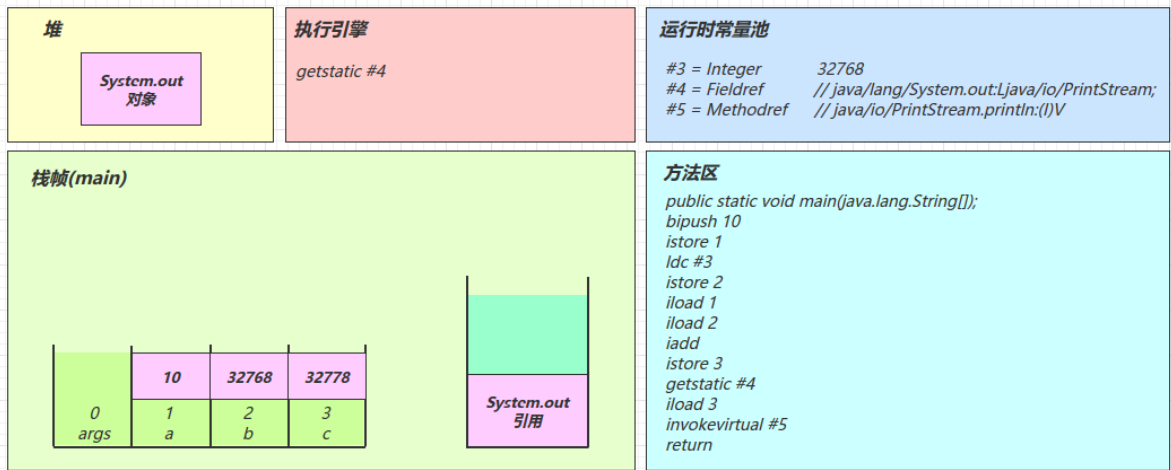 堆
System.out
对象
执行引擎
getstatic #4
运行时常量池
#3 = Integer 32768
#4 = Fieldref // java/lang/System.out:Ljava/io/PrintStream;
#5 = Methodref // java/io/PrintStream.println:(I)V
栈帧(main)
10 32768 32778
0 1 2 3
args a b c
System.out
引用
方法区
public static void main(java.lang.String[]);
bipush 10
istore 1
ldc #3
istore 2
iload 1
iload 2
iadd
istore 3
getstatic #4
iload 3
invokevirtual #5
return